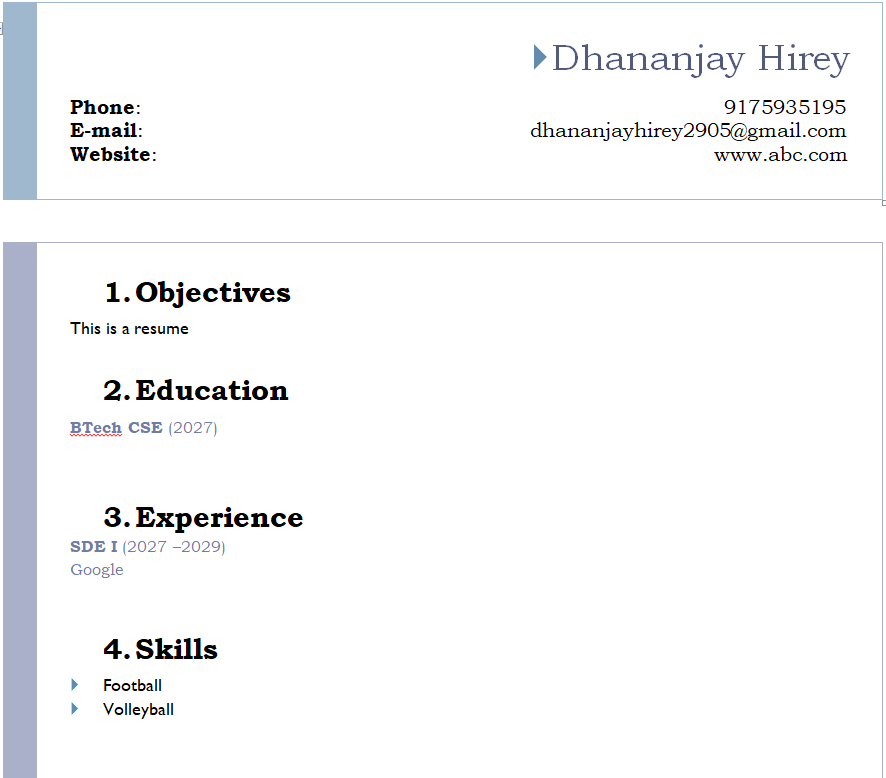 Dhananjay Hirey
Phone: 9175935195
E-mail: dhananjayhirey2905@gmail.com
Website: www.abc.com
1. Objectives
This is a resume
2. Education
BTech CSE (2027)
3. Experience
SDE I (2027 –2029)
Google
4. Skills
Football
Volleyball